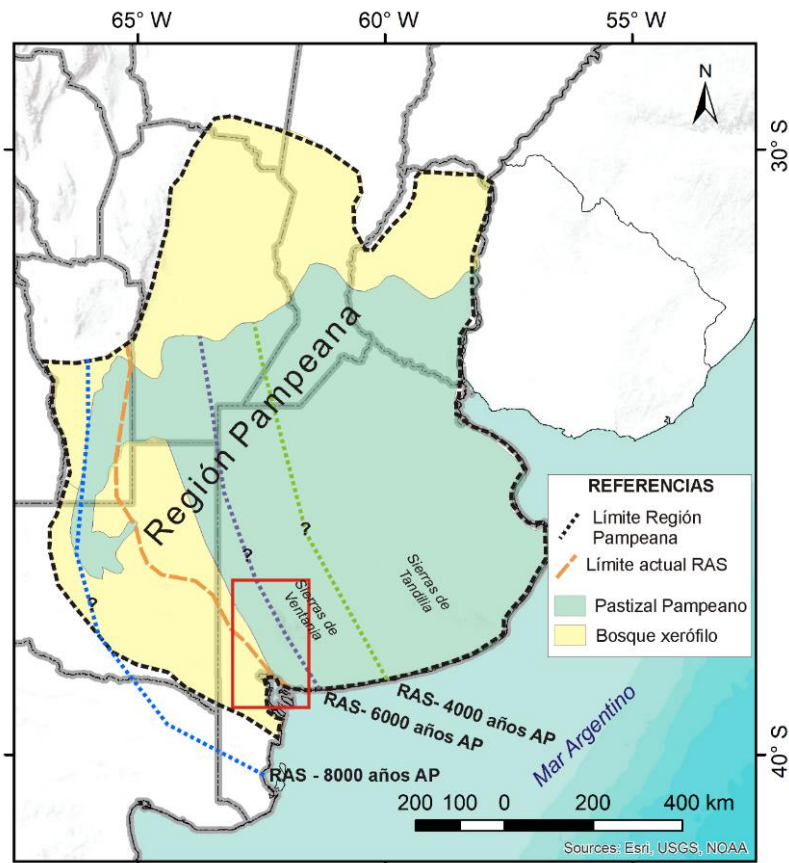 65° W
60° W
55° W
N
30° S
Región Pampeana
REFERENCIAS
Límite Región
Pampeana
Límite actual RAS
Pastizal Pampeano
Bosque xerófilo
?
?
?
Sierras de
Tandilia
Sierras de
Ventania
RAS- 4000 años AP
RAS- 6000 años AP
RAS - 8000 años AP
Mar Argentino
40° S
200 100 0 200 400 km
Sources: Esri, USGS, NOAA